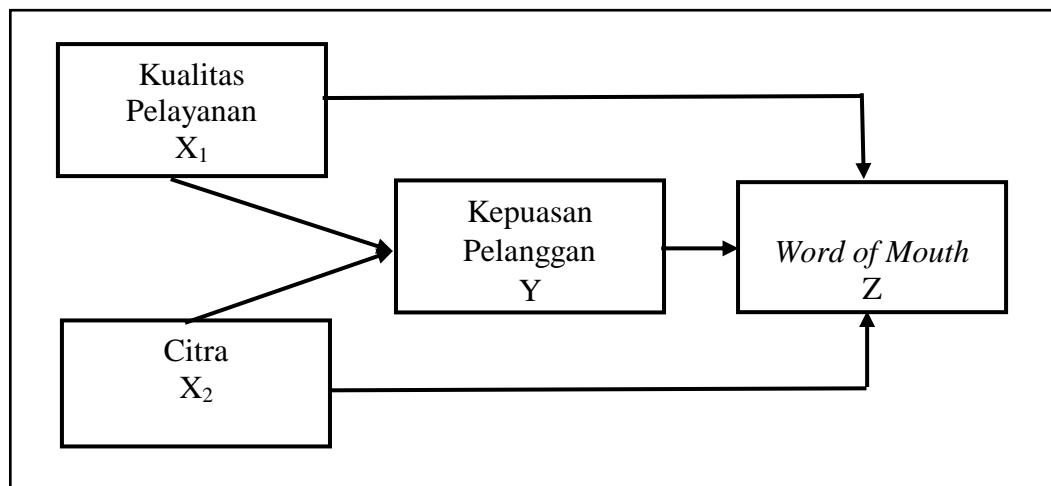 Kualitas
Pelayanan
X₁
Kepuasan
Pelanggan
Y
Word of Mouth
Z
Citra
X₂